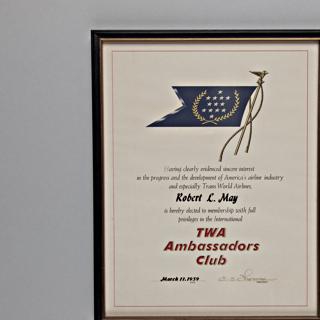 Having clearly evidenced sincere interest
in the progress and the development of America's airline industry
and especially Trans World Airlines,
Robert L. May
is hereby elected to membership with full
privileges in the International
TWA
Ambassadors
Club
March 11, 1959